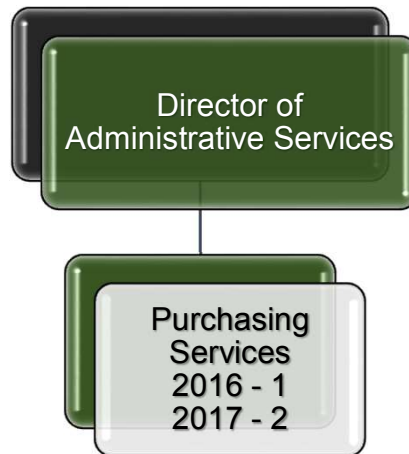 Director of
Administrative Services
Purchasing
Services
2016 - 1
2017 - 2